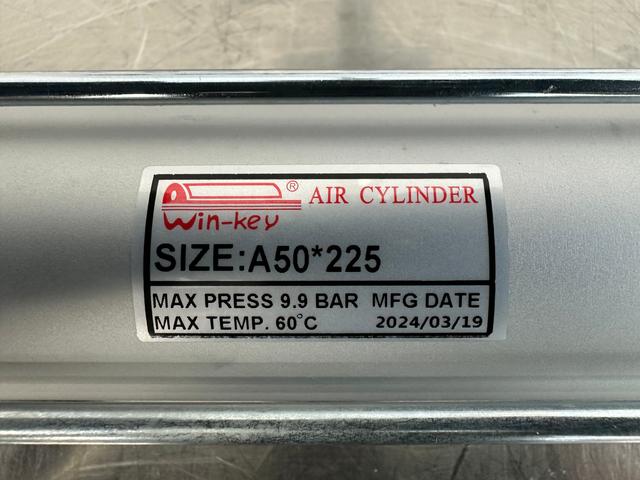 ® AIR CYLINDER
Win-key
SIZE:A50*225
MAX PRESS 9.9 BAR MFG DATE
MAX TEMP. 60°C 2024/03/19